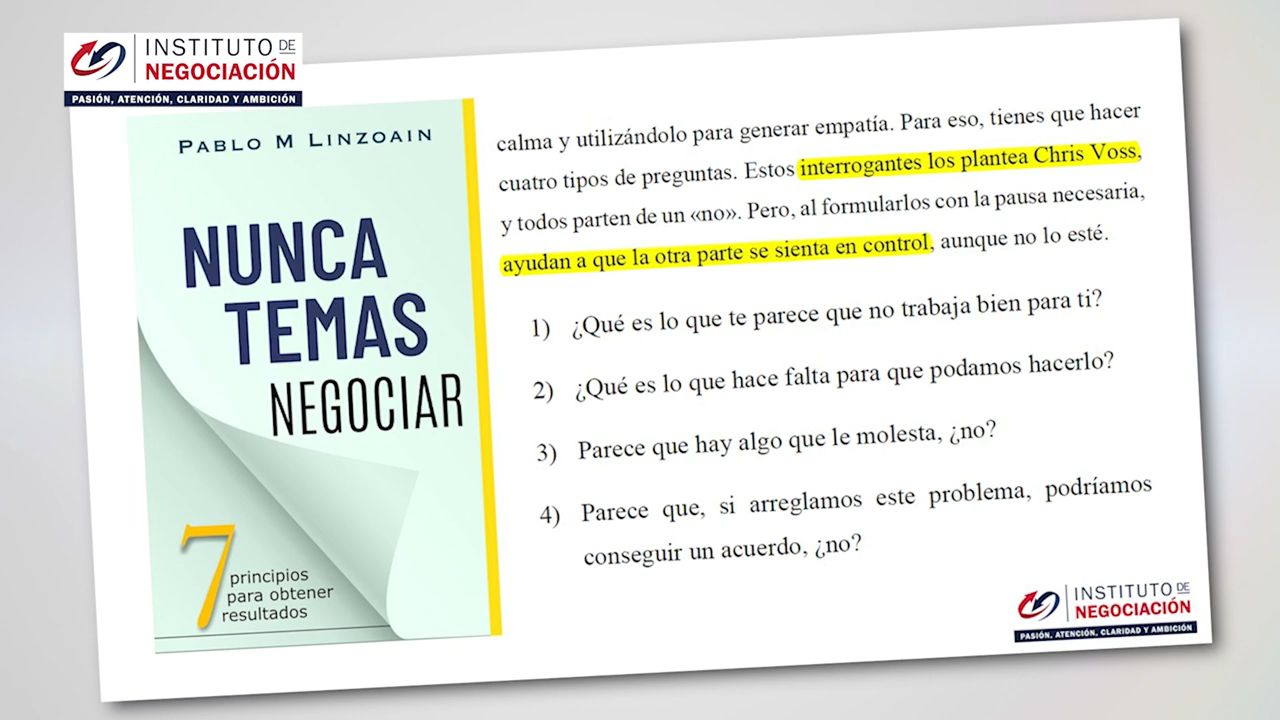 INSTITUTO DE
NEGOCIACIÓN
PASIÓN, ATENCIÓN, CLARIDAD Y AMBICIÓN
PABLO M LINZOAIN
NUNCA
TEMAS
NEGOCIAR
7 principios
para obtener
resultados
calma y utilizándolo para generar empatía. Para eso, tienes que hacer
cuatro tipos de preguntas. Estos interrogantes los plantea Chris Voss,
y todos parten de un «no». Pero, al formularlos con la pausa necesaria,
ayudan a que la otra parte se sienta en control, aunque no lo esté.
1) ¿Qué es lo que te parece que no trabaja bien para ti?
2) ¿Qué es lo que hace falta para que podamos hacerlo?
3) Parece que hay algo que le molesta, ¿no?
4) Parece que, si arreglamos este problema, podríamos
conseguir un acuerdo, ¿no?
INSTITUTO DE
NEGOCIACIÓN
PASIÓN, ATENCIÓN, CLARIDAD Y AMBICIÓN